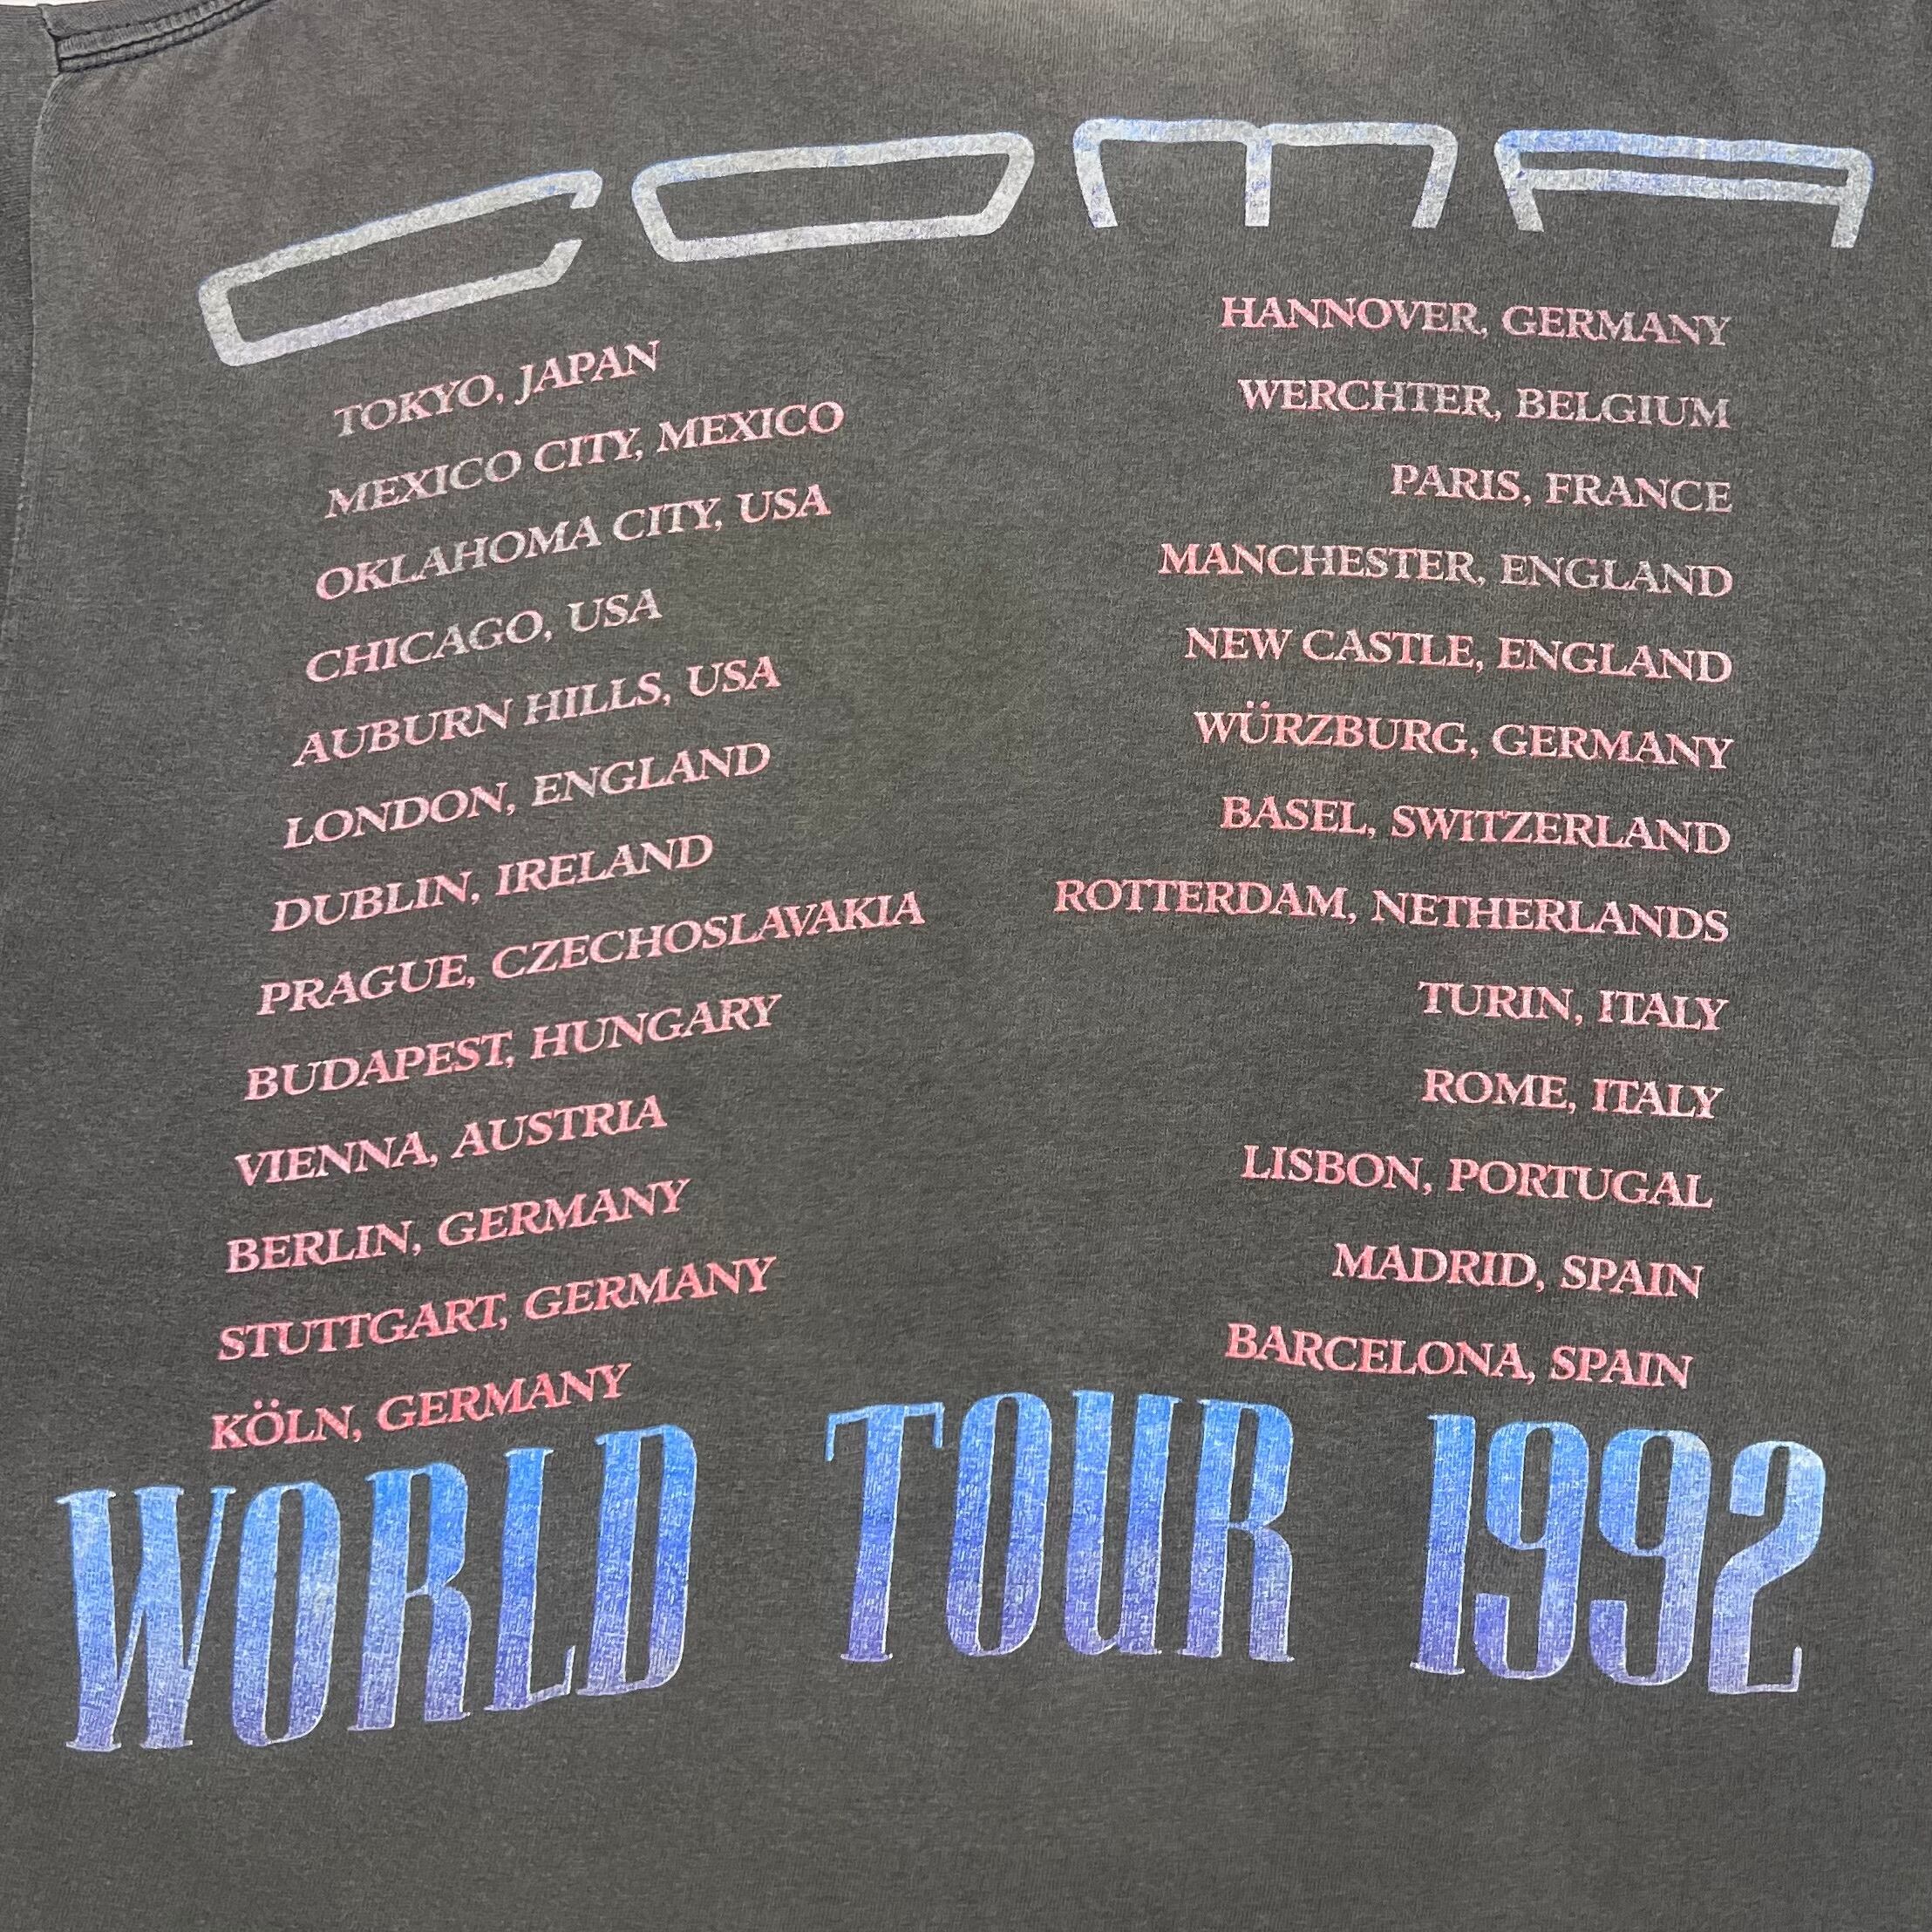 COMA
TOKYO, JAPAN
MEXICO CITY, MEXICO
OKLAHOMA CITY, USA
CHICAGO, USA
AUBURN HILLS, USA
LONDON, ENGLAND
DUBLIN, IRELAND
PRAGUE, CZECHOSLAVAKIA
BUDAPEST, HUNGARY
VIENNA, AUSTRIA
BERLIN, GERMANY
STUTTGART, GERMANY
KÖLN, GERMANY
HANNOVER, GERMANY
WERCHTER, BELGIUM
PARIS, FRANCE
MANCHESTER, ENGLAND
NEW CASTLE, ENGLAND
WÜRZBURG, GERMANY
BASEL, SWITZERLAND
ROTTERDAM, NETHERLANDS
TURIN, ITALY
ROME, ITALY
LISBON, PORTUGAL
MADRID, SPAIN
BARCELONA, SPAIN
WORLD TOUR 1992